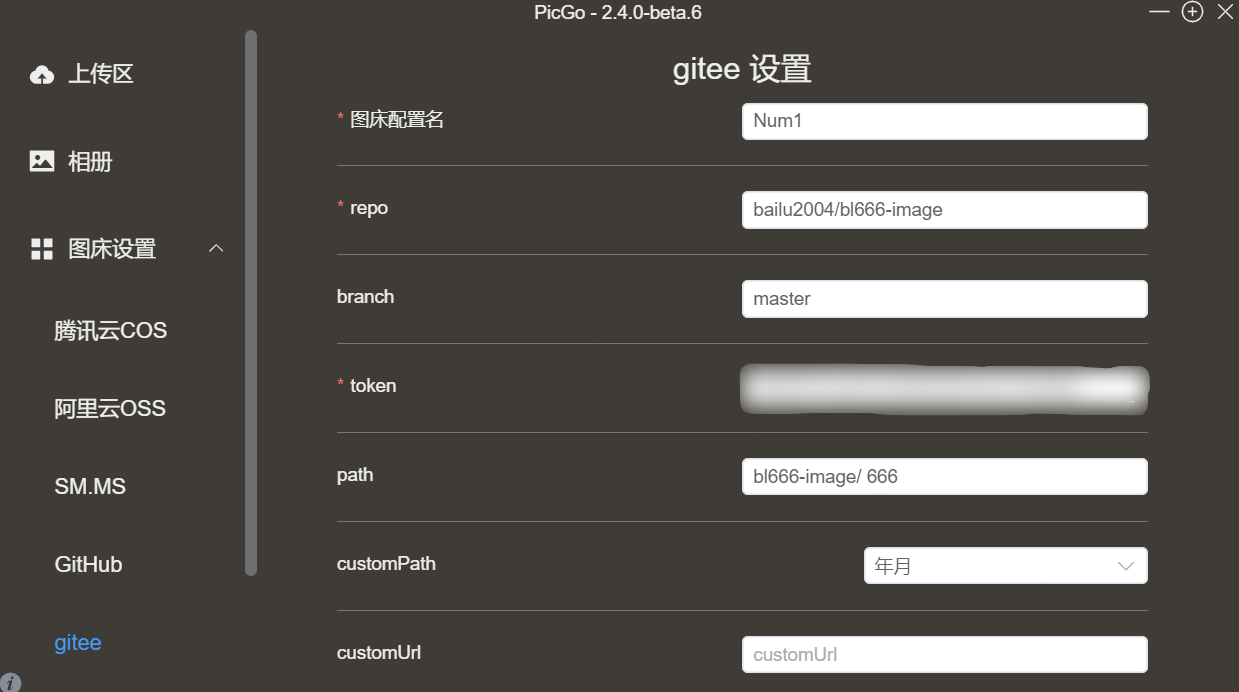 PicGo - 2.4.0-beta.6
上传区
相册
图床设置
腾讯云COS
阿里云OSS
SM.MS
GitHub
gitee
gitee 设置
* 图床配置名
Num1
* repo
bailu2004/bl666-image
branch
master
* token
path
bl666-image/ 666
customPath
年月
customUrl
customUrl